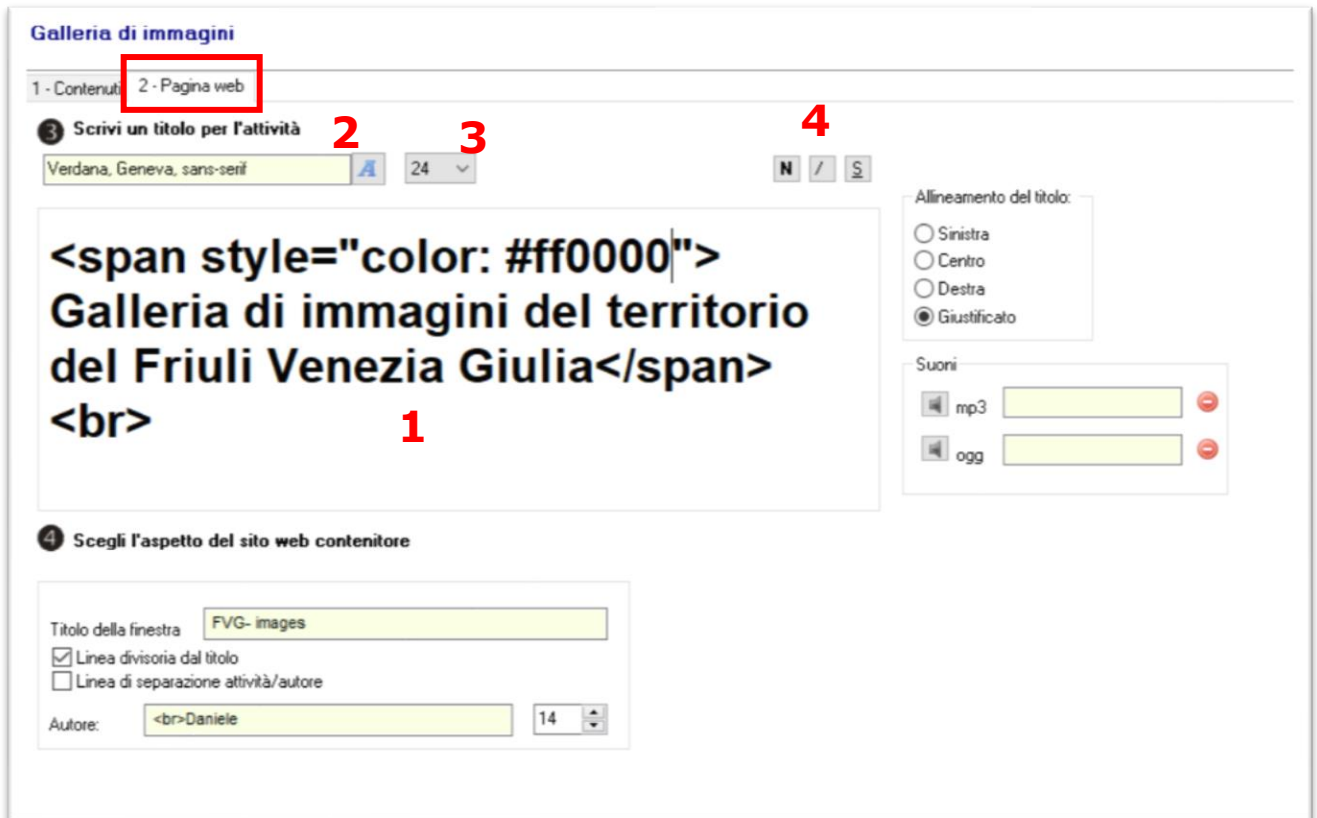 Galleria di immagini
1 - Contenuti 2 - Pagina web
3 Scrivi un titolo per l'attività
2 3 4
Verdana, Geneva, sans-serif A 24 N / S
<span style="color: #ff0000">
Galleria di immagini del territorio
del Friuli Venezia Giulia</span>
<br>
1
Allineamento del titolo:
Sinistra
Centro
Destra
Giustificato
Suoni
mp3
ogg
4 Scegli l'aspetto del sito web contenitore
Titolo della finestra FVG- images
Linea divisoria dal titolo
Linea di separazione attività/autore
Autore: <br>Daniele 14